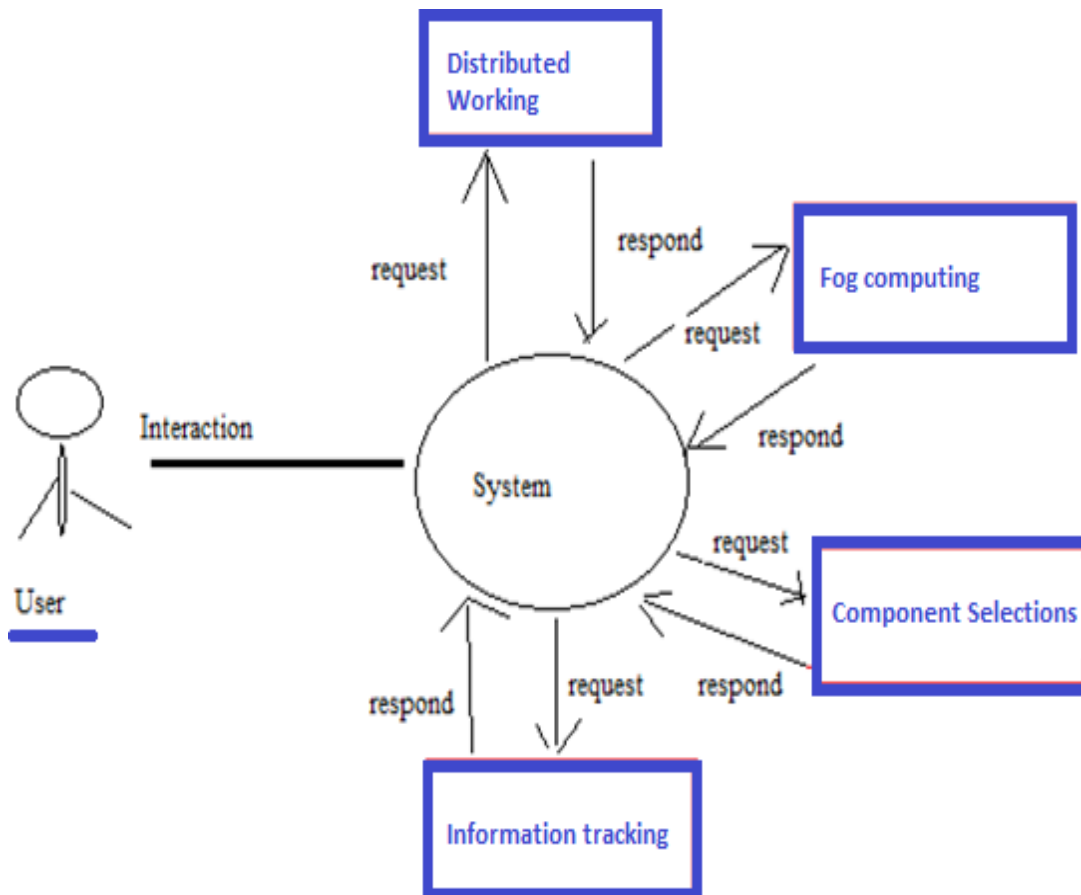 Distributed
Working
respond
request
Fog computing
request
Interaction
respond
System
request
User
Component Selections
respond
request
respond
Information tracking